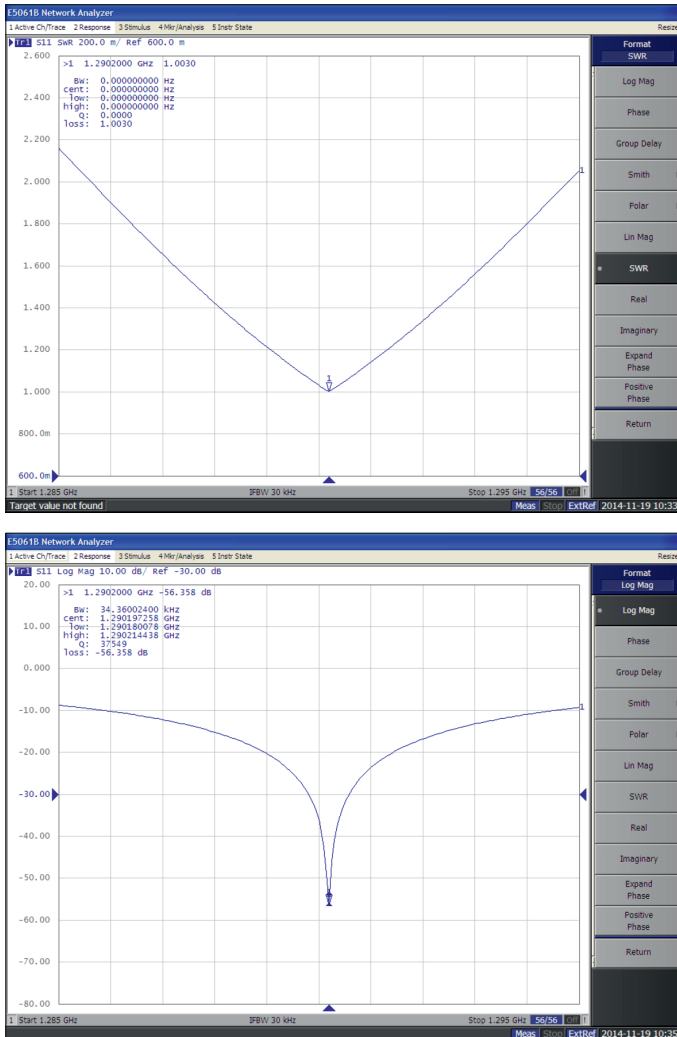 E5061B Network Analyzer
1 Active Ch/Trace 2 Response 3 Stimulus 4 Mkr/Analysis 5 Instr State Resize
Tr1 S11 SWR 200.0 m/ Ref 600.0 m
2.600
2.400
2.200
2.000
1.800
1.600
1.400
1.200
1.000
800.0m
600.0m
>1 1.2902000 GHz 1.0030
BW: 0.000000000 Hz
cent: 0.000000000 Hz
low: 0.000000000 Hz
high: 0.000000000 Hz
Q: 0.0000
loss: 1.0030
1
1
1 Start 1.285 GHz IFBW 30 kHz Stop 1.295 GHz 56/56 Off !
Target value not found Meas Stop ExtRef 2014-11-19 10:33
Format
SWR
Log Mag
Phase
Group Delay
Smith
Polar
Lin Mag
SWR
Real
Imaginary
Expand
Phase
Positive
Phase
Return
E5061B Network Analyzer
1 Active Ch/Trace 2 Response 3 Stimulus 4 Mkr/Analysis 5 Instr State Resize
Tr1 S11 Log Mag 10.00 dB/ Ref -30.00 dB
20.00
10.00
0.000
-10.00
-20.00
-30.00
-40.00
-50.00
-60.00
-70.00
-80.00
>1 1.2902000 GHz -56.358 dB
BW: 34.36002400 kHz
cent: 1.290197258 GHz
low: 1.290180078 GHz
high: 1.290214438 GHz
Q: 37549
loss: -56.358 dB
1
1
1 Start 1.285 GHz IFBW 30 kHz Stop 1.295 GHz 56/56 Off !
Meas Stop ExtRef 2014-11-19 10:35
Format
Log Mag
Log Mag
Phase
Group Delay
Smith
Polar
Lin Mag
SWR
Real
Imaginary
Expand
Phase
Positive
Phase
Return